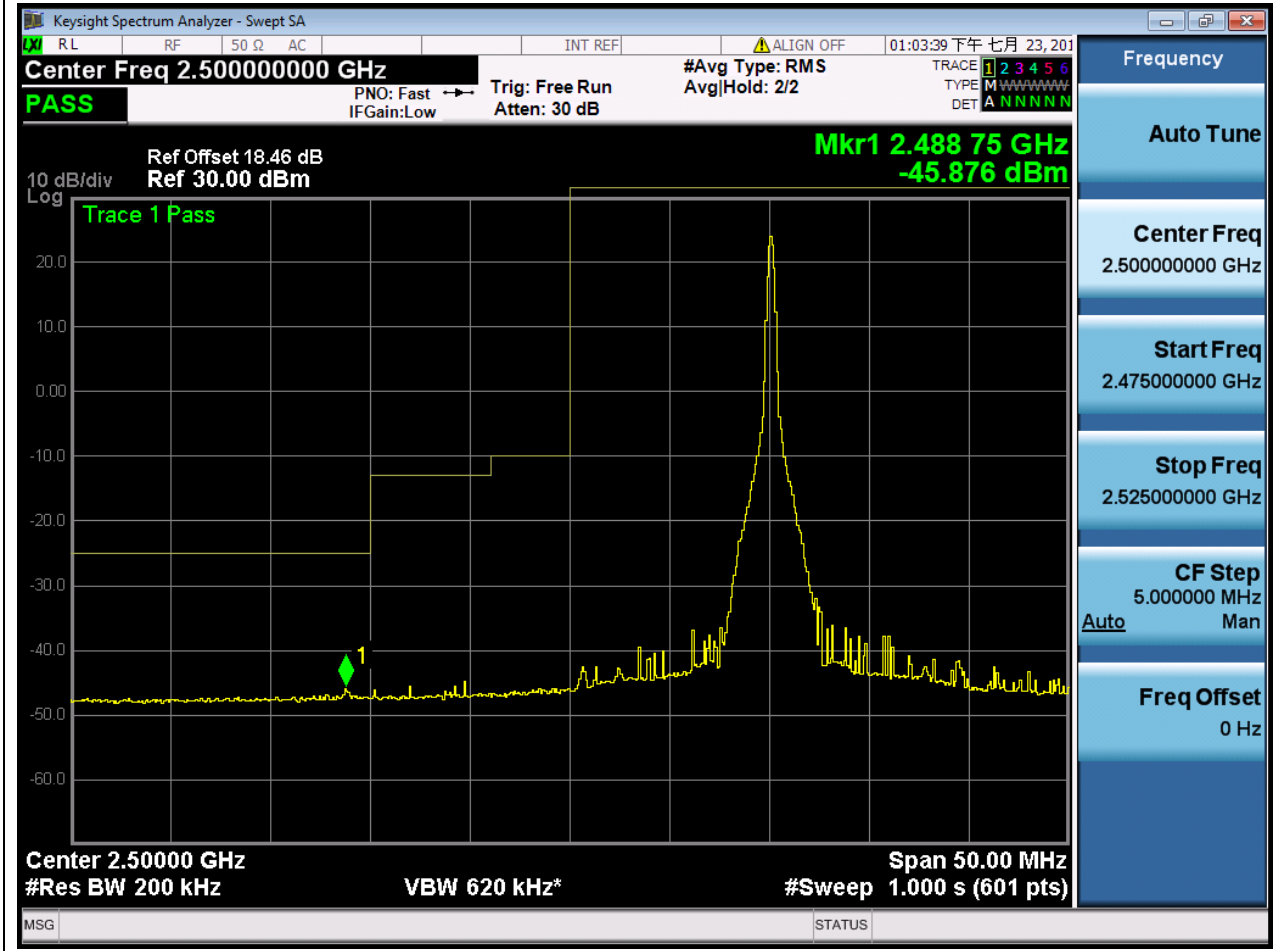 Keysight Spectrum Analyzer - Swept SA
LXI RL RF 50 Ω AC INT REF ALIGN OFF 01:03:39 下午 七月 23, 201
Center Freq 2.500000000 GHz
PASS
PNO: Fast
IFGain:Low
Trig: Free Run
Atten: 30 dB
#Avg Type: RMS
Avg|Hold: 2/2
TRACE 1 2 3 4 5 6
TYPE M WWWWW
DET A N N N N N
Mkr1 2.488 75 GHz
-45.876 dBm
Ref Offset 18.46 dB
10 dB/div Ref 30.00 dBm
Log
Trace 1 Pass
20.0
10.0
0.00
-10.0
-20.0
-30.0
-40.0
-50.0
-60.0
1
Center 2.50000 GHz Span 50.00 MHz
#Res BW 200 kHz VBW 620 kHz* #Sweep 1.000 s (601 pts)
MSG STATUS
Frequency
Auto Tune
Center Freq
2.500000000 GHz
Start Freq
2.475000000 GHz
Stop Freq
2.525000000 GHz
CF Step
5.000000 MHz
Auto Man
Freq Offset
0 Hz